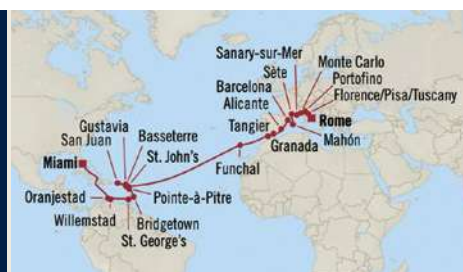 Sanary-sur-Mer
Monte Carlo
Sète
Portofino
Barcelona
Florence/Pisa/Tuscany
Alicante
Rome
Tangier
Mahón
Granada
Funchal
Gustavia
San Juan
Basseterre
St. John's
Miami
Pointe-à-Pitre
Oranjestad
Bridgetown
Willemstad
St. George's